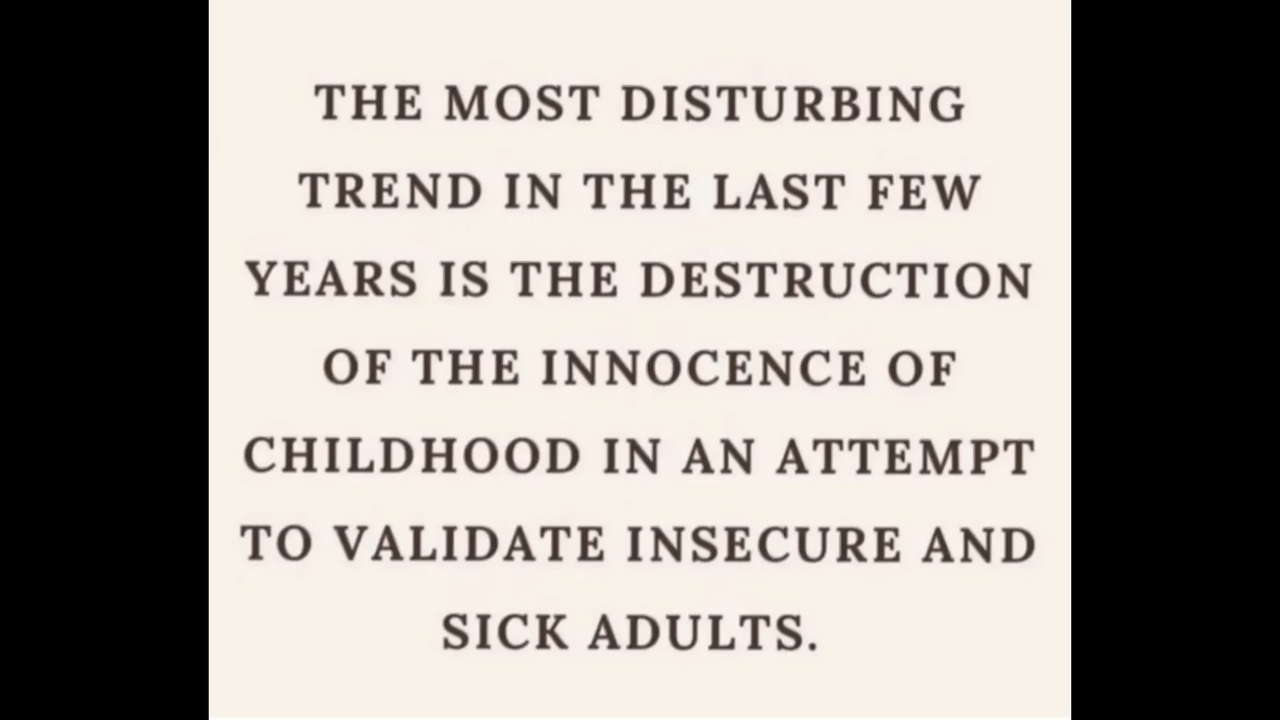 THE MOST DISTURBING
TREND IN THE LAST FEW
YEARS IS THE DESTRUCTION
OF THE INNOCENCE OF
CHILDHOOD IN AN ATTEMPT
TO VALIDATE INSECURE AND
SICK ADULTS.